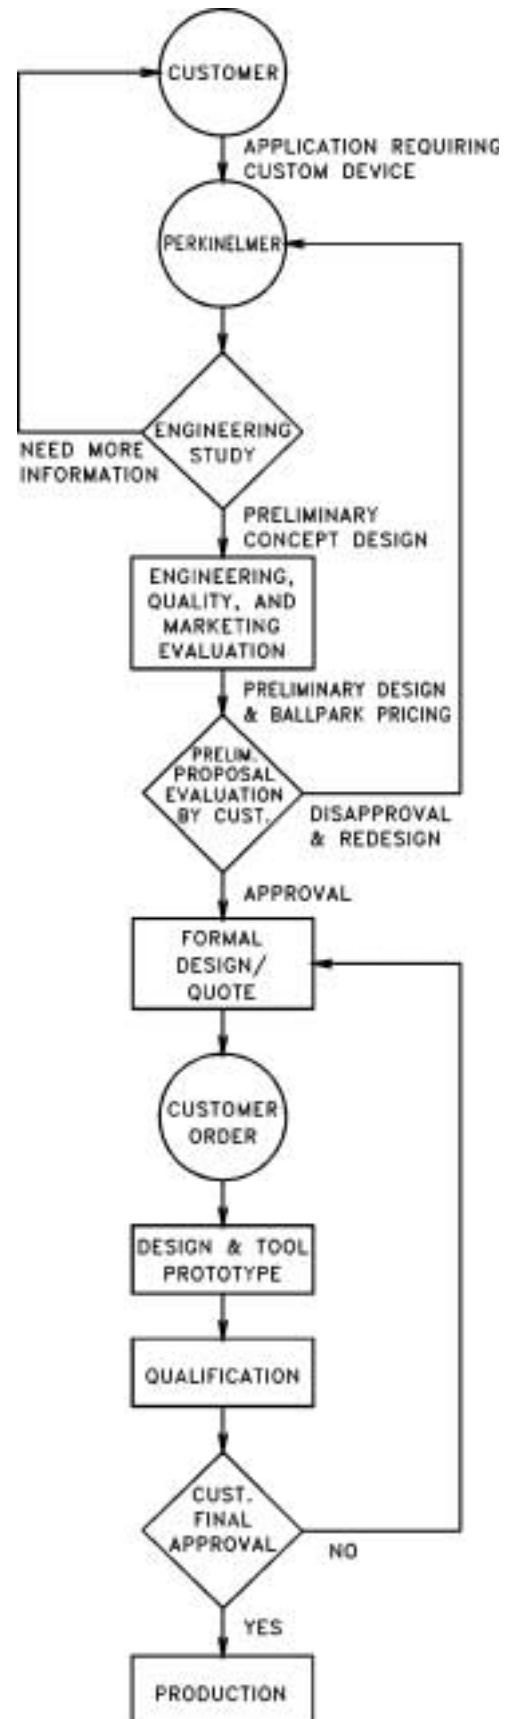 CUSTOMER
APPLICATION REQUIRING
CUSTOM DEVICE
PERKINELMER
ENGINEERING
STUDY
NEED MORE
INFORMATION
PRELIMINARY
CONCEPT DESIGN
ENGINEERING,
QUALITY, AND
MARKETING
EVALUATION
PRELIMINARY DESIGN
& BALLPARK PRICING
PRELIM.
PROPOSAL
EVALUATION
BY CUST.
DISAPPROVAL
& REDESIGN
APPROVAL
FORMAL
DESIGN/
QUOTE
CUSTOMER
ORDER
DESIGN & TOOL
PROTOTYPE
QUALIFICATION
CUST.
FINAL
APPROVAL
NO
YES
PRODUCTION